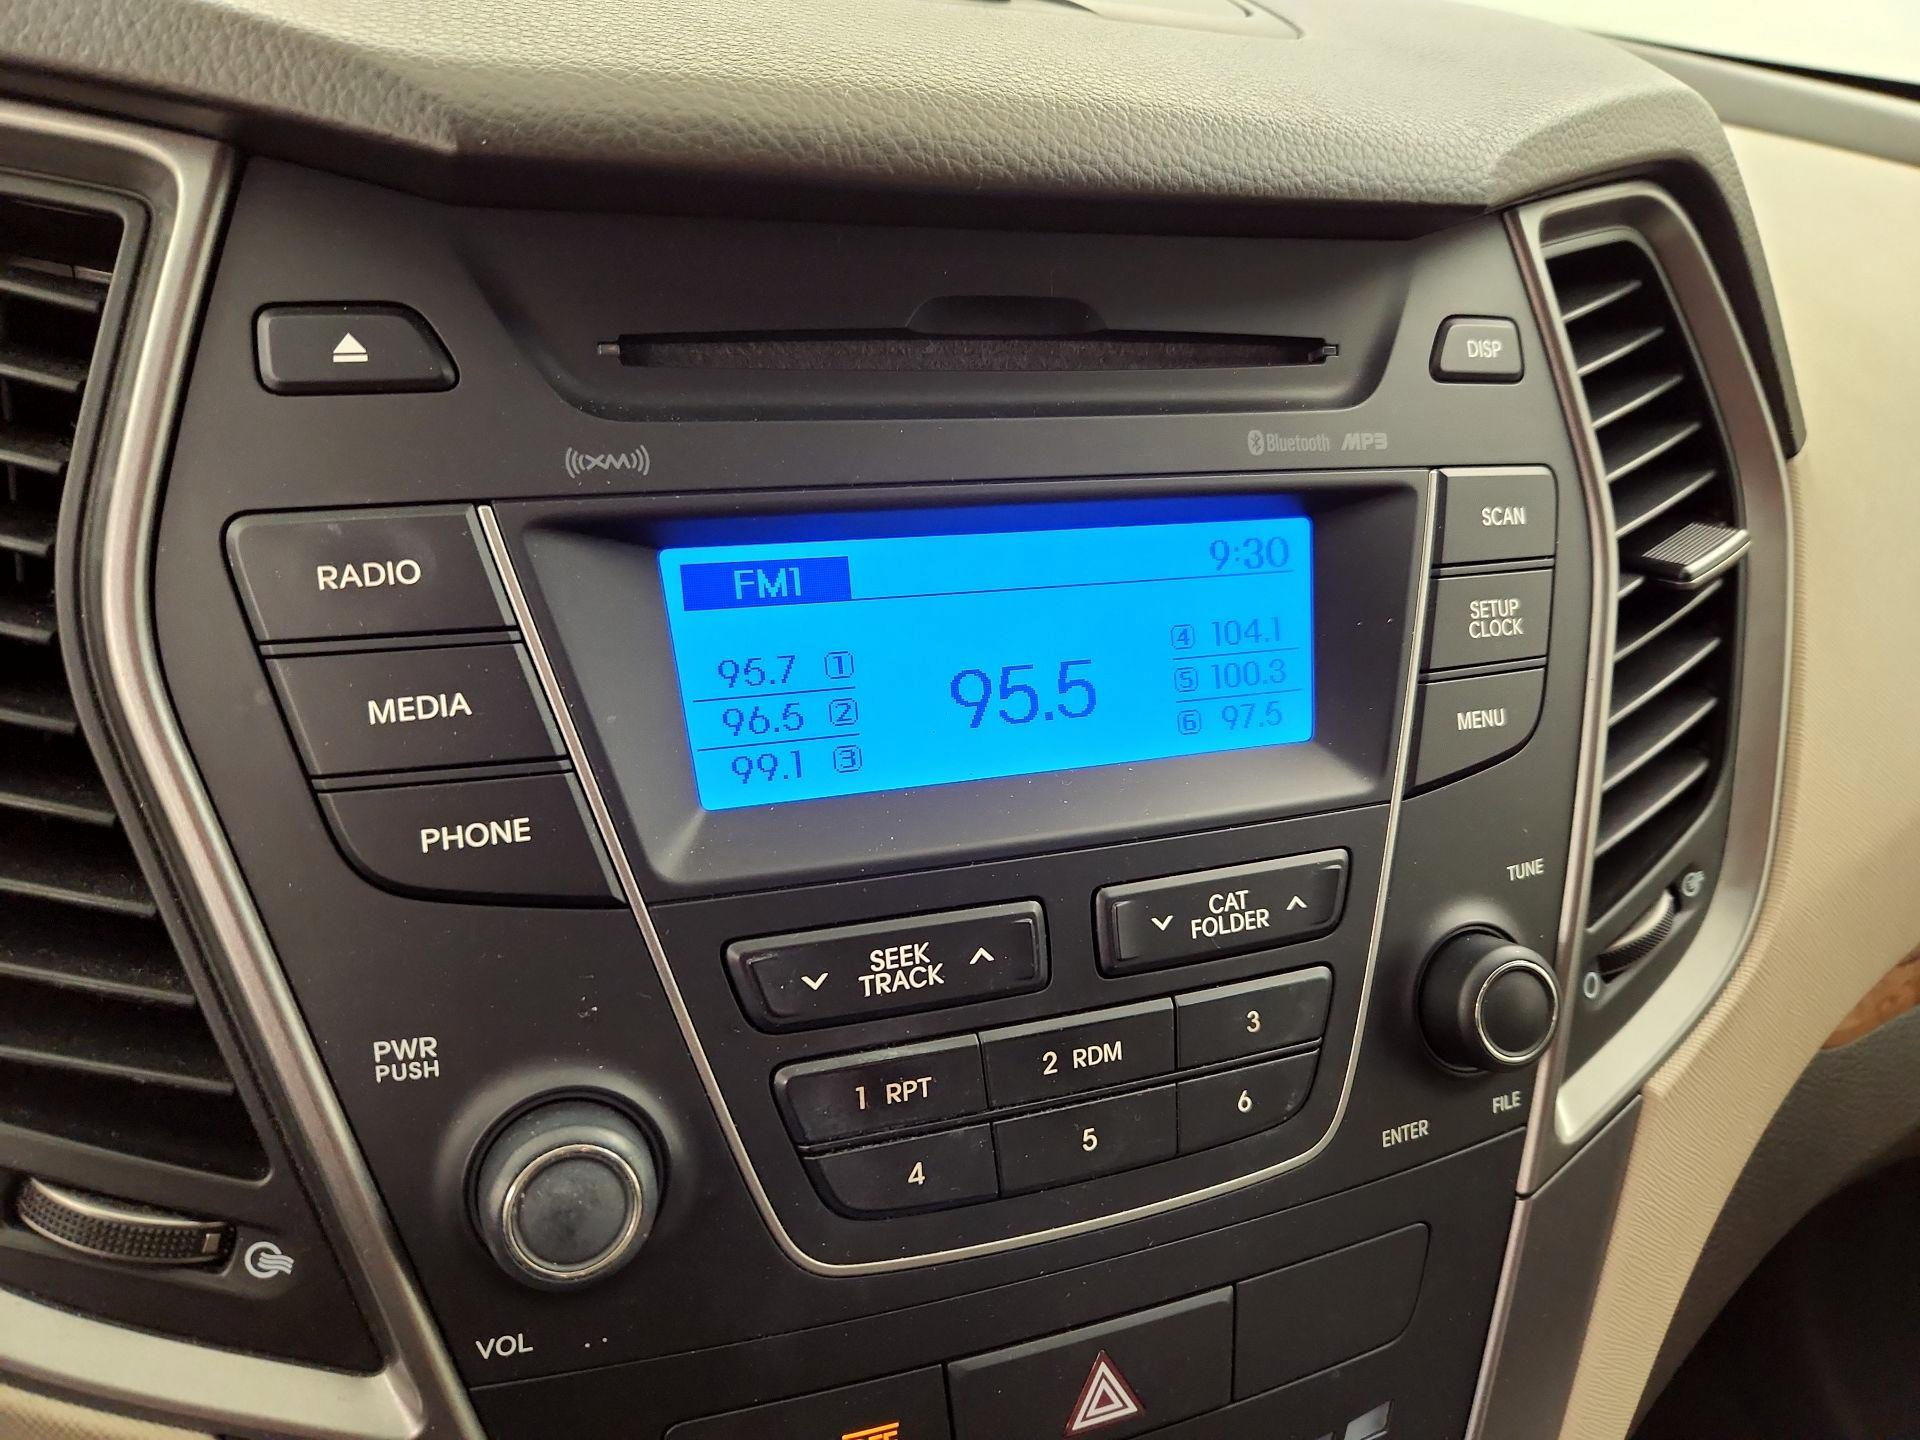 DISP
XM
Bluetooth MP3
RADIO
MEDIA
PHONE
FM1
9:30
95.7 1
96.5 2
99.1 3
95.5
4 104.1
5 100.3
6 97.5
SCAN
SETUP
CLOCK
MENU
SEEK
TRACK
CAT
FOLDER
1 RPT
2 RDM
3
4
5
6
TUNE
FILE
ENTER
PWR
PUSH
VOL
O